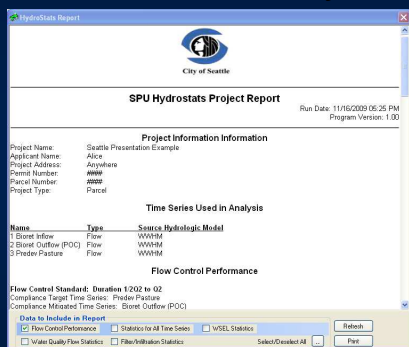 HydroStats Report
City of Seattle
SPU Hydrostats Project Report
Run Date: 11/16/2009 05:25 PM
Program Version: 1.00
Project Information Information
Project Name: Seattle Presentation Example
Applicant Name: Alice
Project Address: Anywhere
Permit Number: ####
Parcel Number: ####
Project Type: Parcel
Time Series Used in Analysis
Name Type Source Hydrologic Model
1 Bioret Inflow Flow WWHM
2 Bioret Outflow (POC) Flow WWHM
3 Predev Pasture Flow WWHM
Flow Control Performance
Flow Control Standard: Duration 1/2Q2 to Q2
Compliance Target Time Series: Predev Pasture
Compliance Mitigated Time Series: Bioret Outflow (POC)
Data to Include in Report
Flow Control Performance Statistics for All Time Series WSEL Statistics Refresh
Water Quality Flow Statistics Filter/Infiltration Statistics Select/Deselect All ... Print